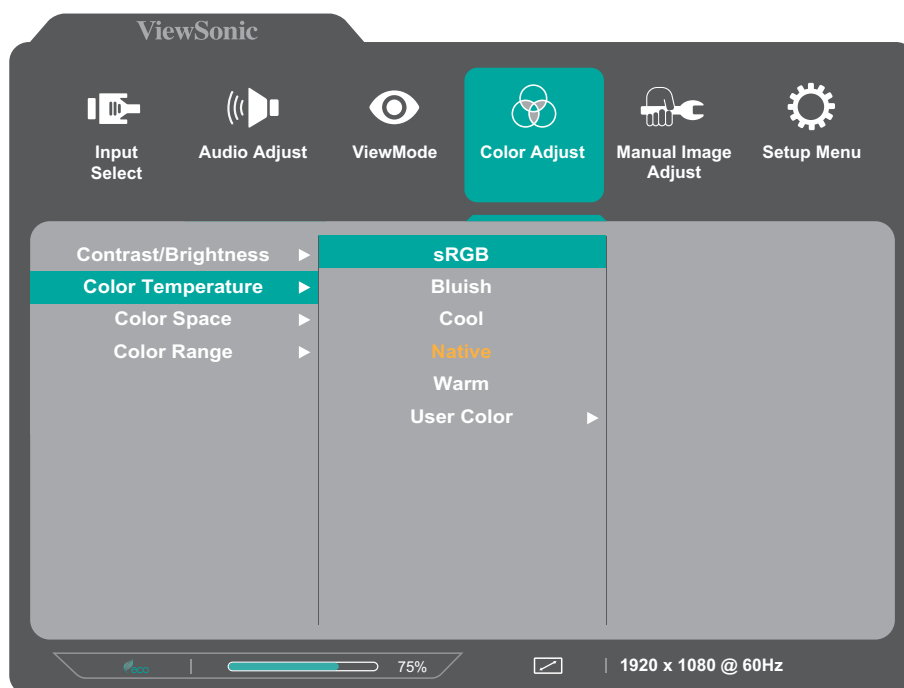 ViewSonic
Input
Select
Audio Adjust
ViewMode
Color Adjust
Manual Image
Adjust
Setup Menu
Contrast/Brightness
Color Temperature
Color Space
Color Range
sRGB
Bluish
Cool
Native
Warm
User Color
eco
75%
1920 x 1080 @ 60Hz